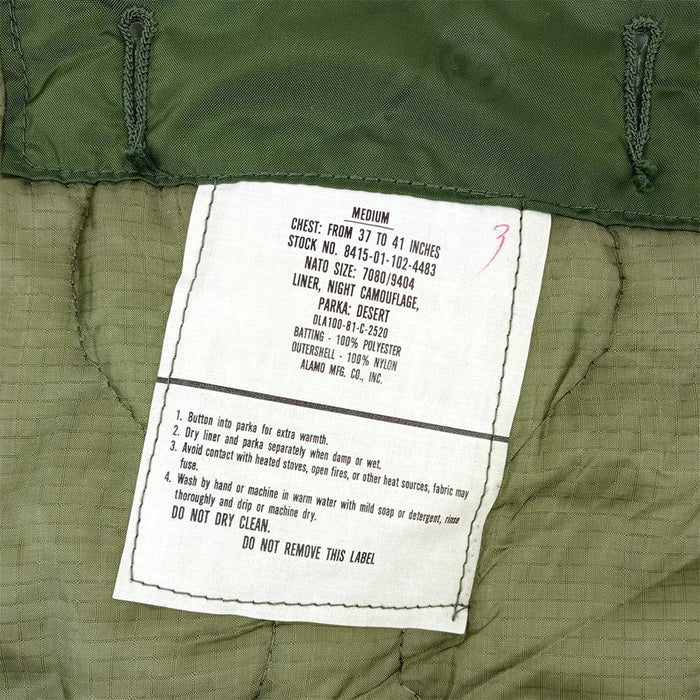 MEDIUM
CHEST: FROM 37 TO 41 INCHES
STOCK NO. 8415-01-102-4483
NATO SIZE: 7080/9404
LINER, NIGHT CAMOUFLAGE,
PARKA: DESERT
DLA100-81-C-2520
BATTING - 100% POLYESTER
OUTERSHELL - 100% NYLON
ALAMO MFG. CO., INC.
3
1. Button into parka for extra warmth.
2. Dry liner and parka separately when damp or wet.
3. Avoid contact with heated stoves, open fires, or other heat sources, fabric may
fuse.
4. Wash by hand or machine in warm water with mild soap or detergent, rinse
thoroughly and drip or machine dry.
DO NOT DRY CLEAN.
DO NOT REMOVE THIS LABEL